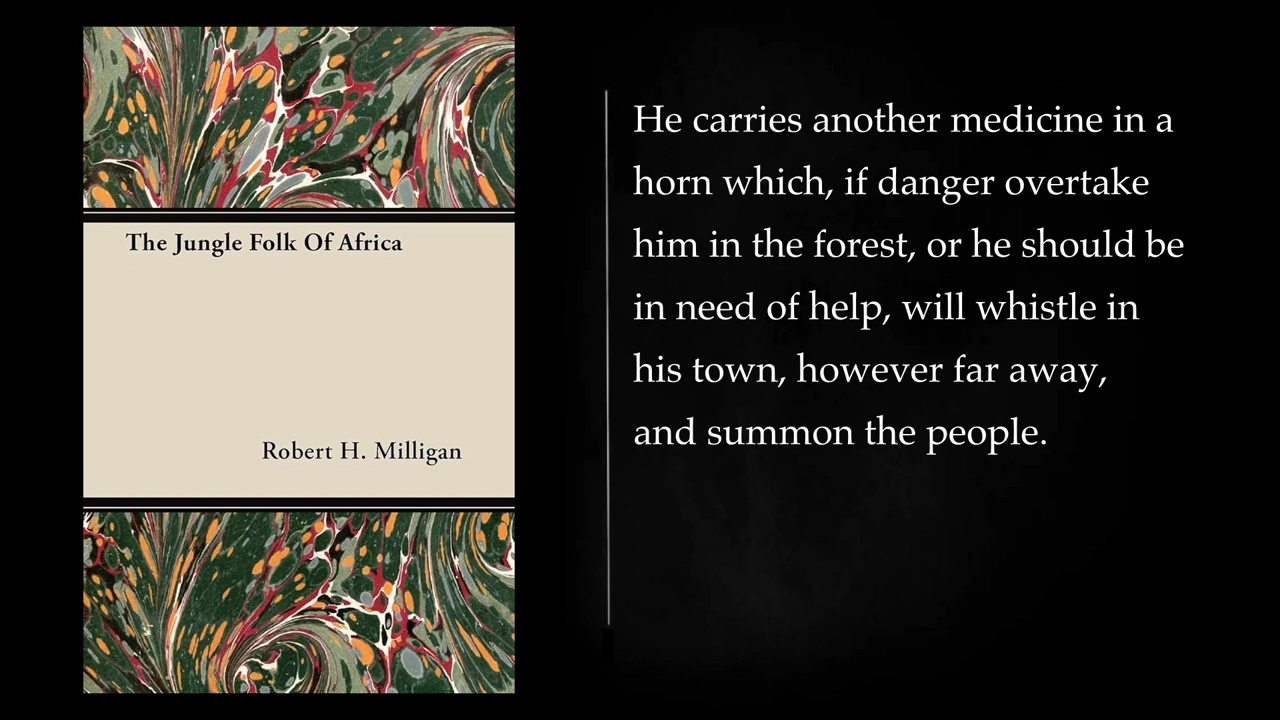 The Jungle Folk Of Africa
Robert H. Milligan
He carries another medicine in a
horn which, if danger overtake
him in the forest, or he should be
in need of help, will whistle in
his town, however far away,
and summon the people.